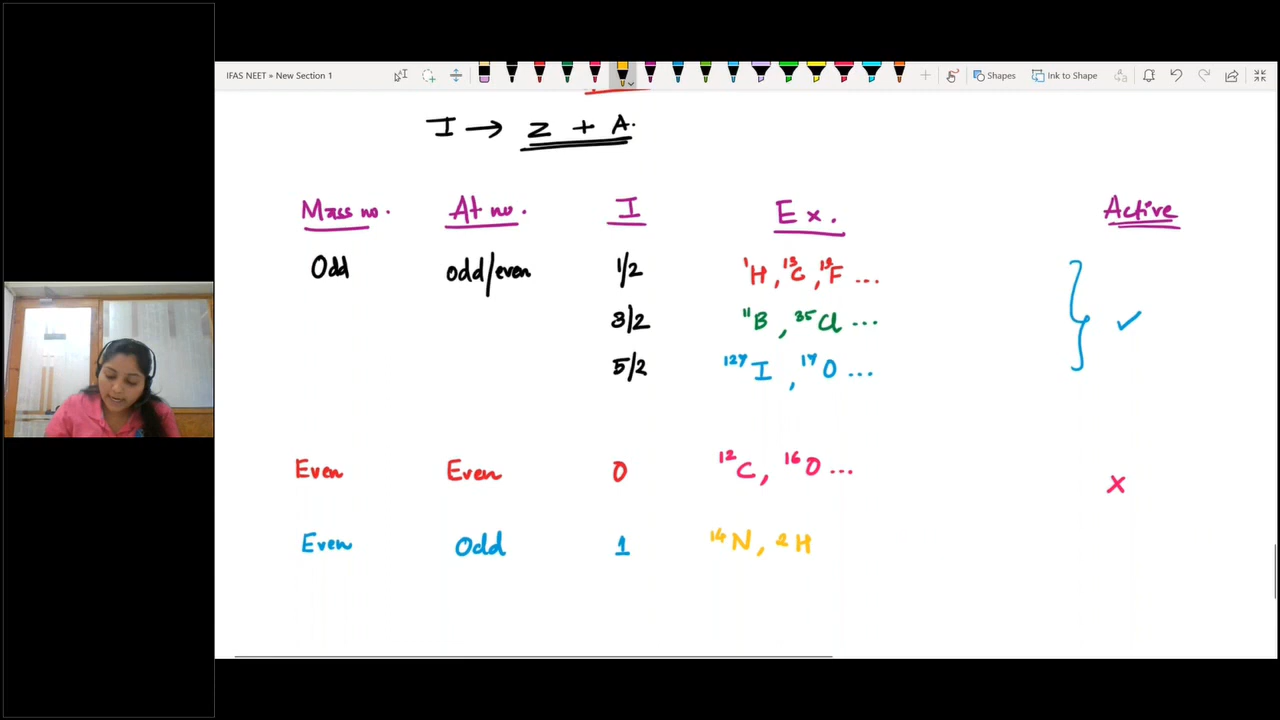 IFAS NEET » New Section 1
Shapes
Ink to Shape
I → Z + A.
Mass no. At no. I Ex. Active
Odd odd/even 1/2 ¹H, ¹³C, ¹⁹F ...
3/2 ¹¹B, ³⁵Cl ... ✓
5/2 ¹²⁷I, ¹⁷O ...
Even Even 0 ¹²C, ¹⁶O ... X
Even Odd 1 ¹⁴N, ²H